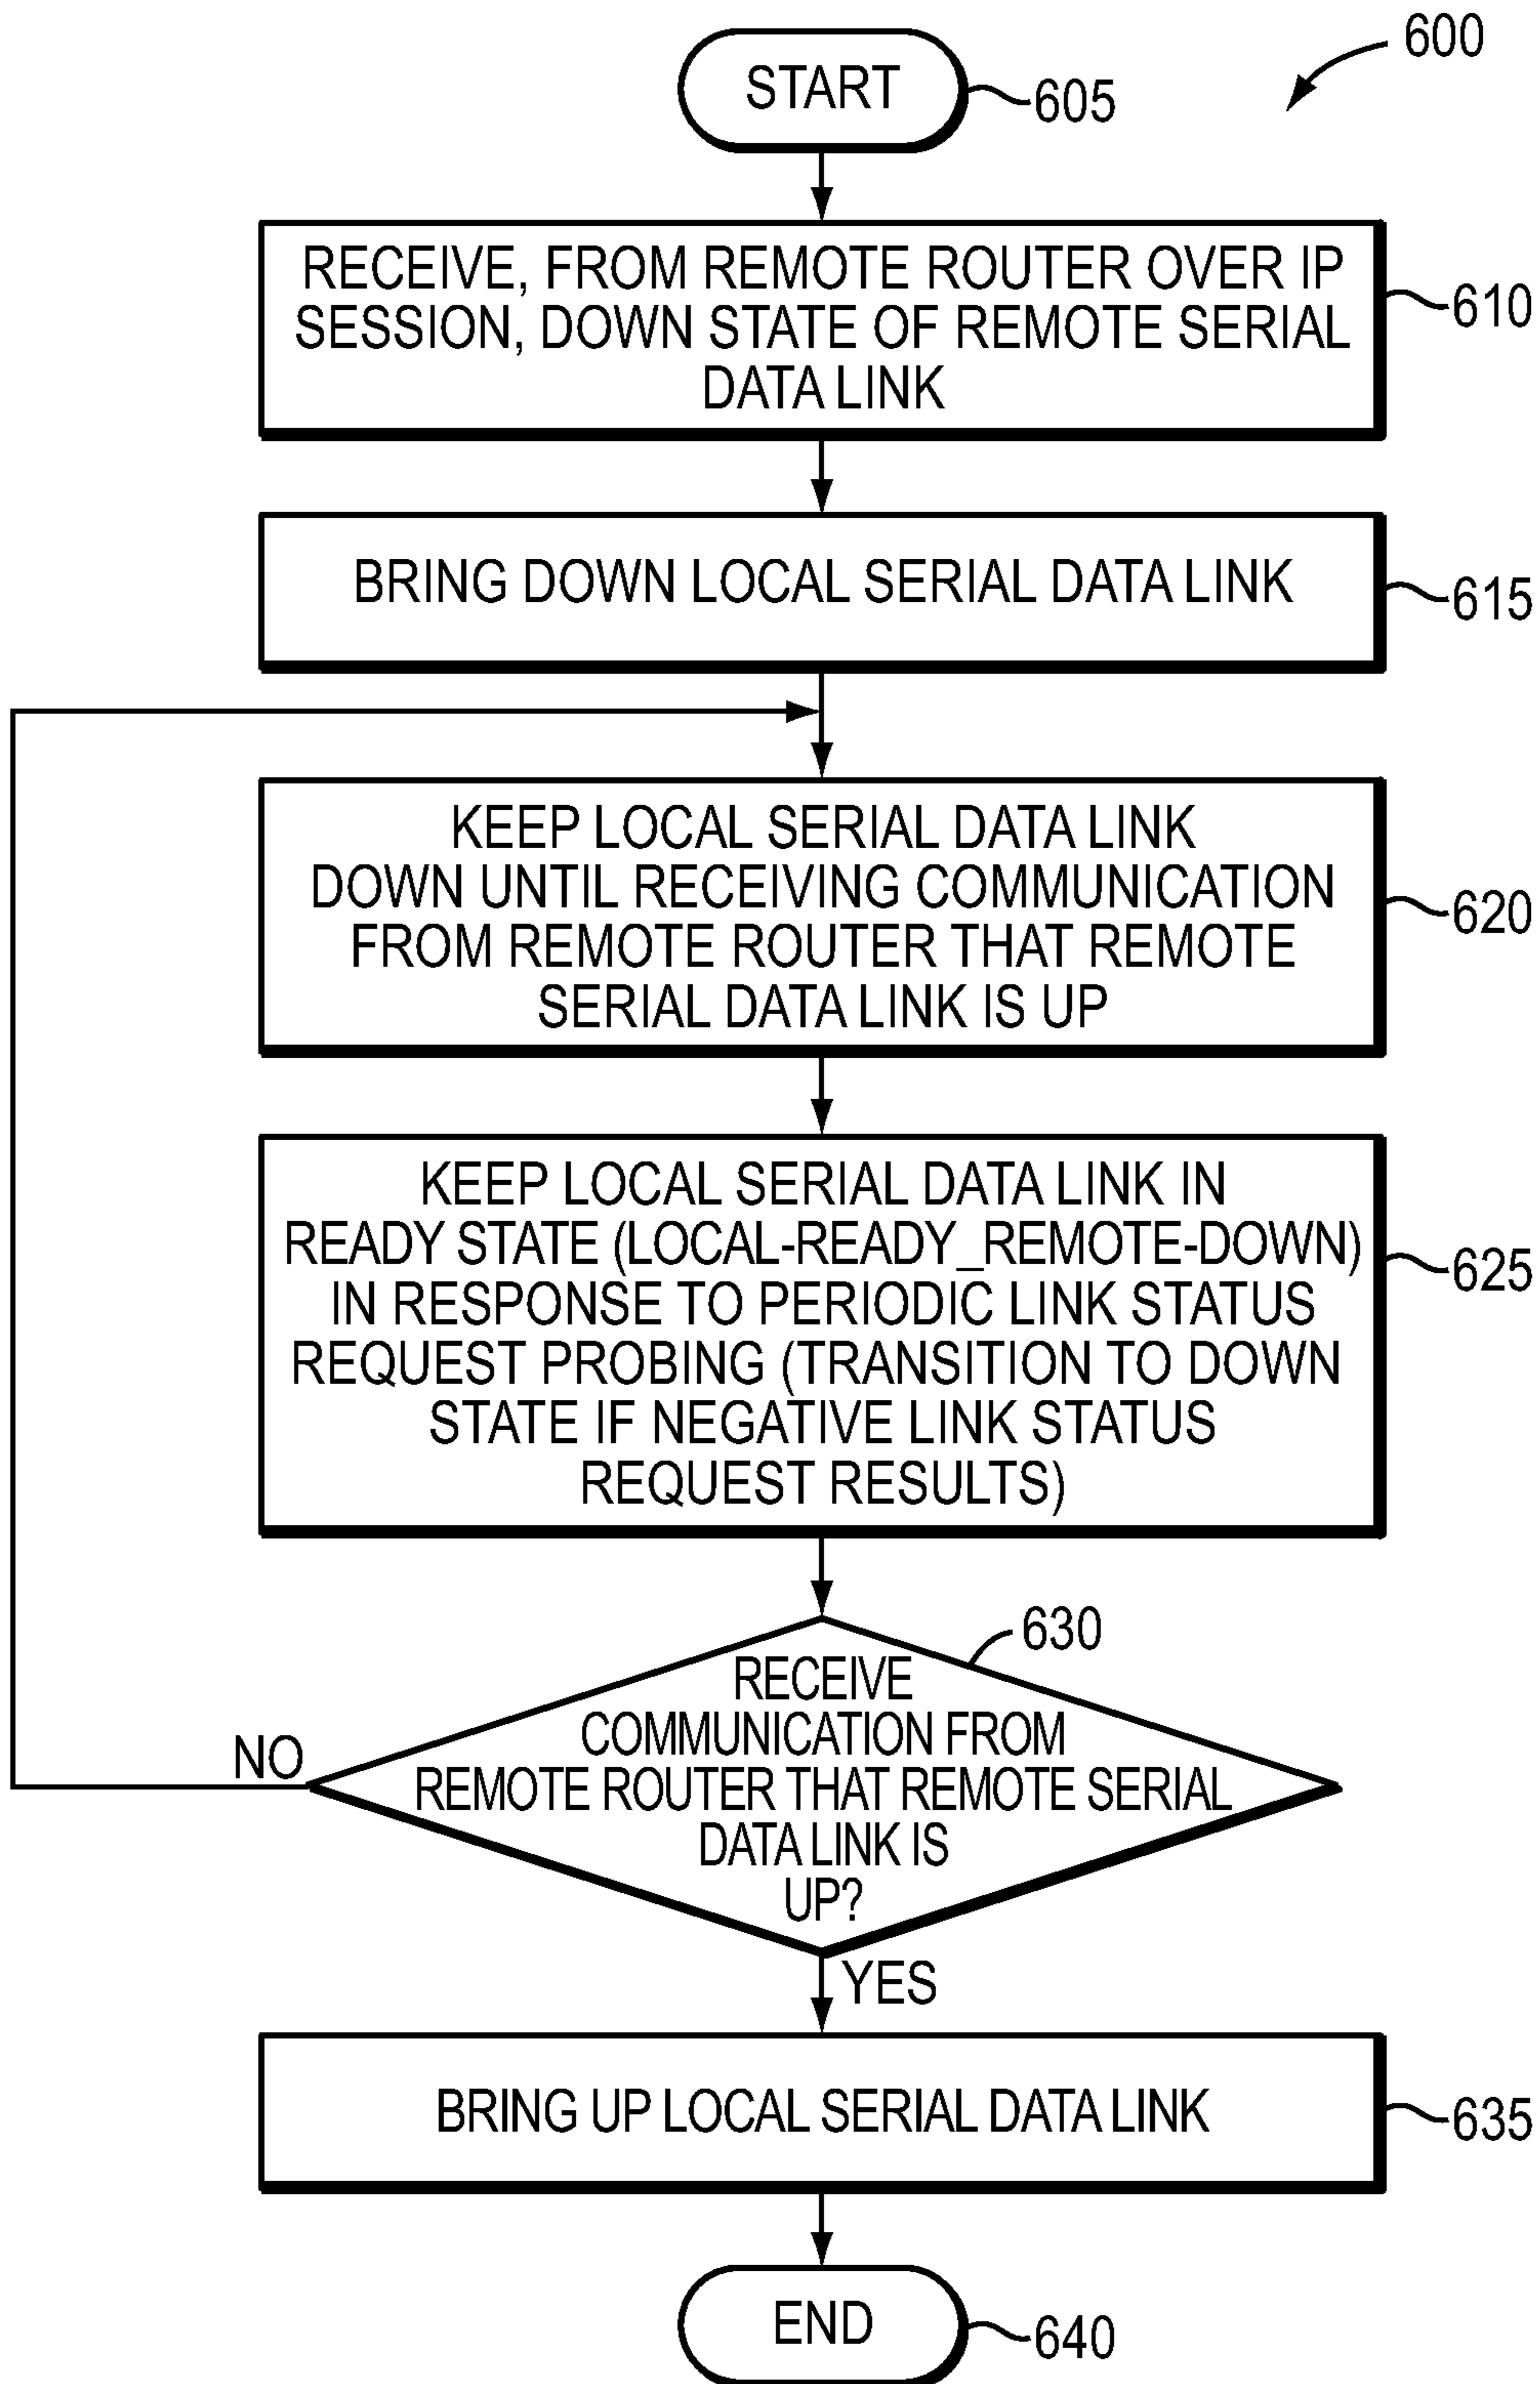 600
START
605
RECEIVE, FROM REMOTE ROUTER OVER IP
SESSION, DOWN STATE OF REMOTE SERIAL
DATA LINK
610
BRING DOWN LOCAL SERIAL DATA LINK
615
KEEP LOCAL SERIAL DATA LINK
DOWN UNTIL RECEIVING COMMUNICATION
FROM REMOTE ROUTER THAT REMOTE
SERIAL DATA LINK IS UP
620
KEEP LOCAL SERIAL DATA LINK IN
READY STATE (LOCAL-READY_REMOTE-DOWN)
IN RESPONSE TO PERIODIC LINK STATUS
REQUEST PROBING (TRANSITION TO DOWN
STATE IF NEGATIVE LINK STATUS
REQUEST RESULTS)
625
630
RECEIVE
COMMUNICATION FROM
REMOTE ROUTER THAT REMOTE SERIAL
DATA LINK IS
UP?
NO
YES
BRING UP LOCAL SERIAL DATA LINK
635
END
640